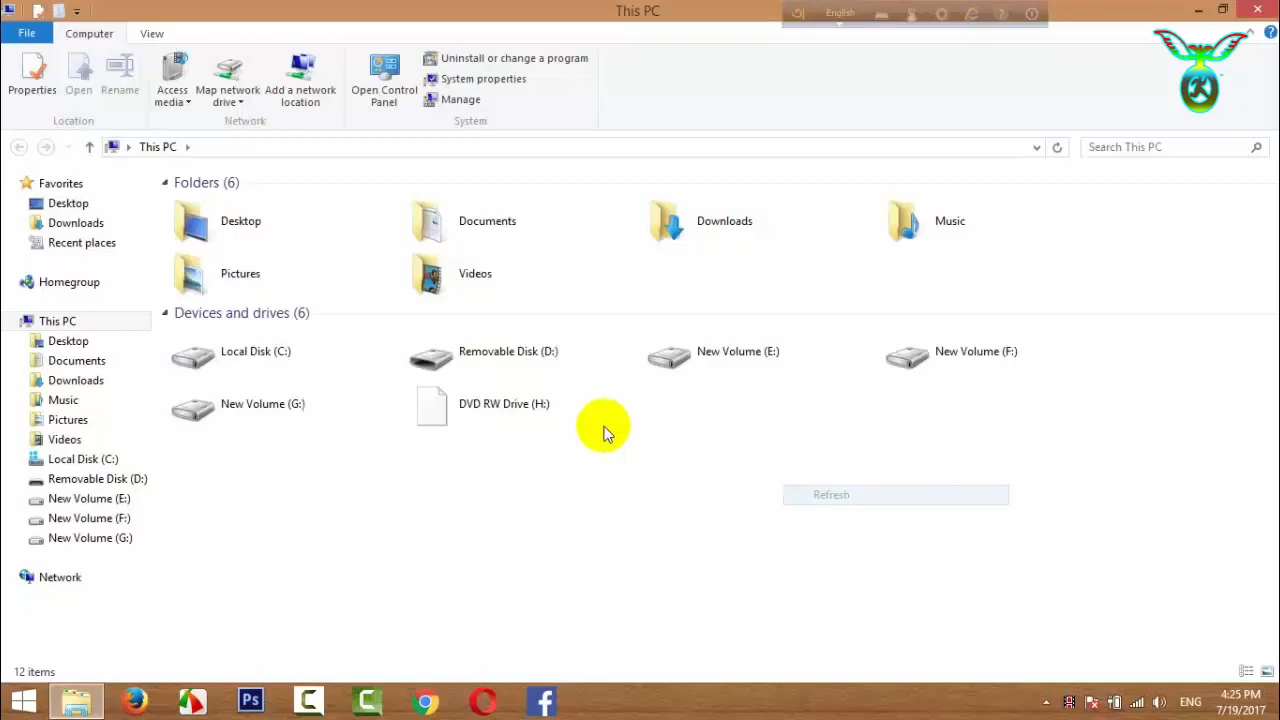 This PC
English
File
Computer
View
Properties
Open
Rename
Access media
Map network drive
Add a network location
Open Control Panel
Uninstall or change a program
System properties
Manage
Location
Network
System
This PC
Search This PC
Favorites
Desktop
Downloads
Recent places
Homegroup
This PC
Desktop
Documents
Downloads
Music
Pictures
Videos
Local Disk (C:)
Removable Disk (D:)
New Volume (E:)
New Volume (F:)
New Volume (G:)
Network
Folders (6)
Desktop
Documents
Downloads
Music
Pictures
Videos
Devices and drives (6)
Local Disk (C:)
Removable Disk (D:)
New Volume (E:)
New Volume (F:)
New Volume (G:)
DVD RW Drive (H:)
Refresh
12 items
Ps
ENG
4:25 PM
7/19/2017
K